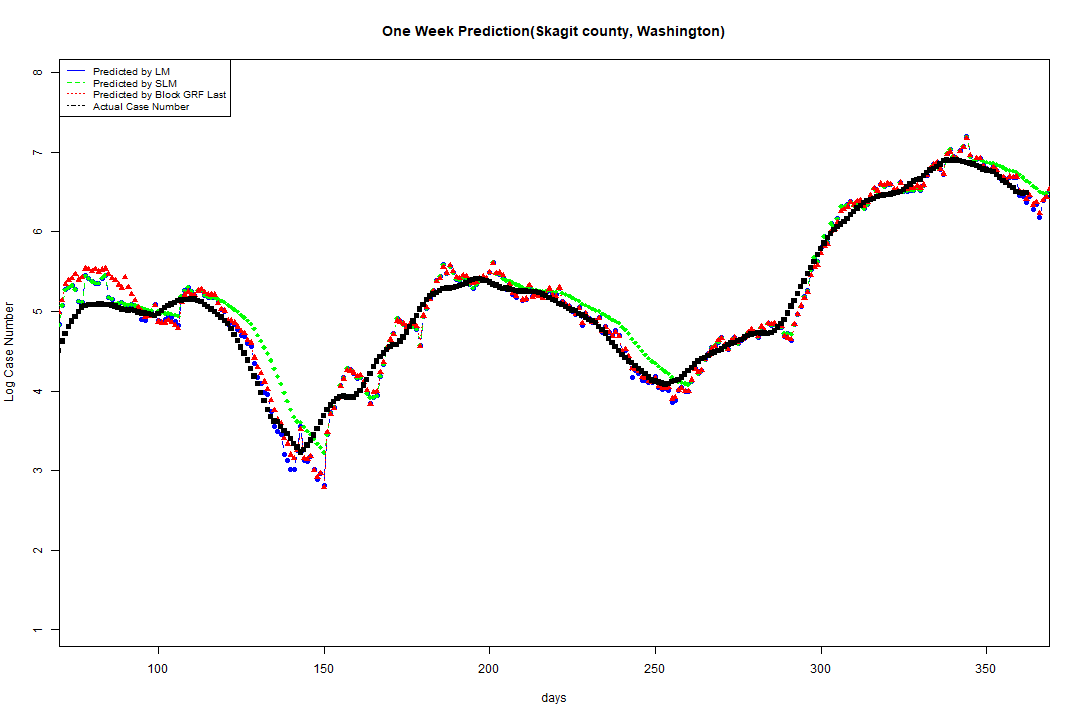 One Week Prediction(Skagit county, Washington)
Predicted by LM
Predicted by SLM
Predicted by Block GRF Last
Actual Case Number
Log Case Number
8
7
6
5
4
3
2
1
100 150 200 250 300 350
days